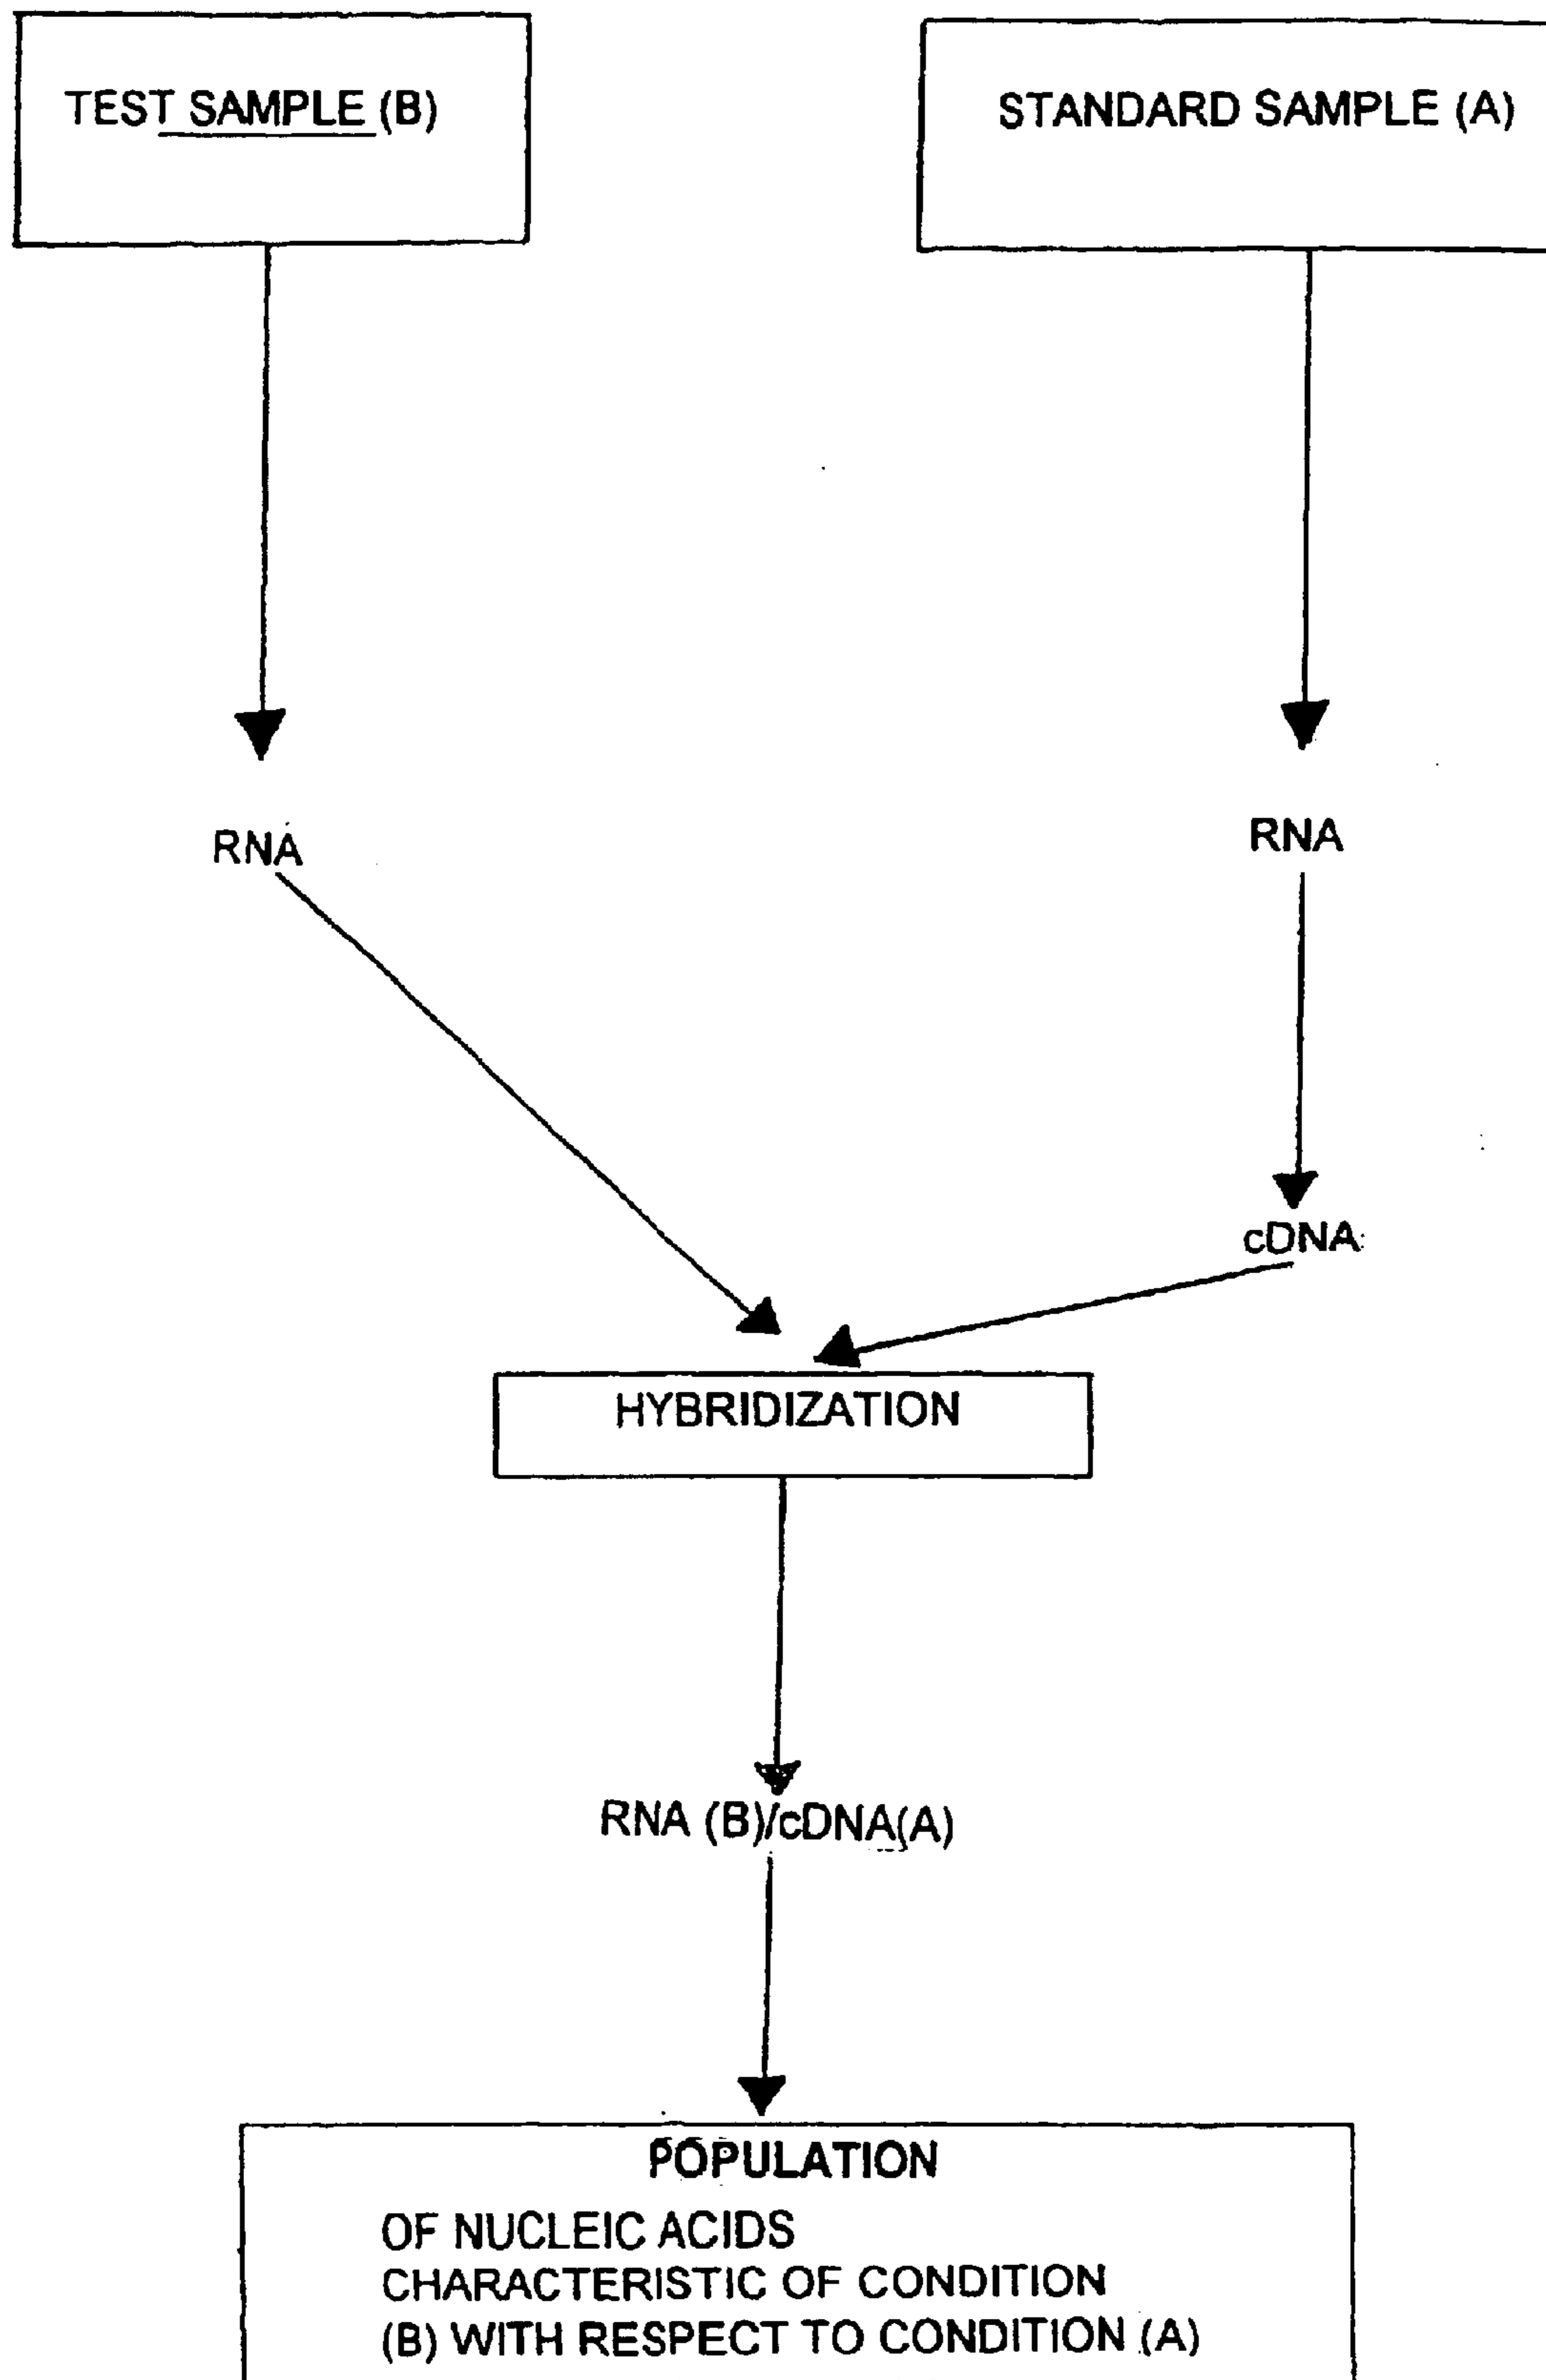 TEST SAMPLE (B)
STANDARD SAMPLE (A)
RNA
RNA
cDNA
HYBRIDIZATION
RNA (B)/cDNA(A)
POPULATION
OF NUCLEIC ACIDS
CHARACTERISTIC OF CONDITION
(B) WITH RESPECT TO CONDITION (A)